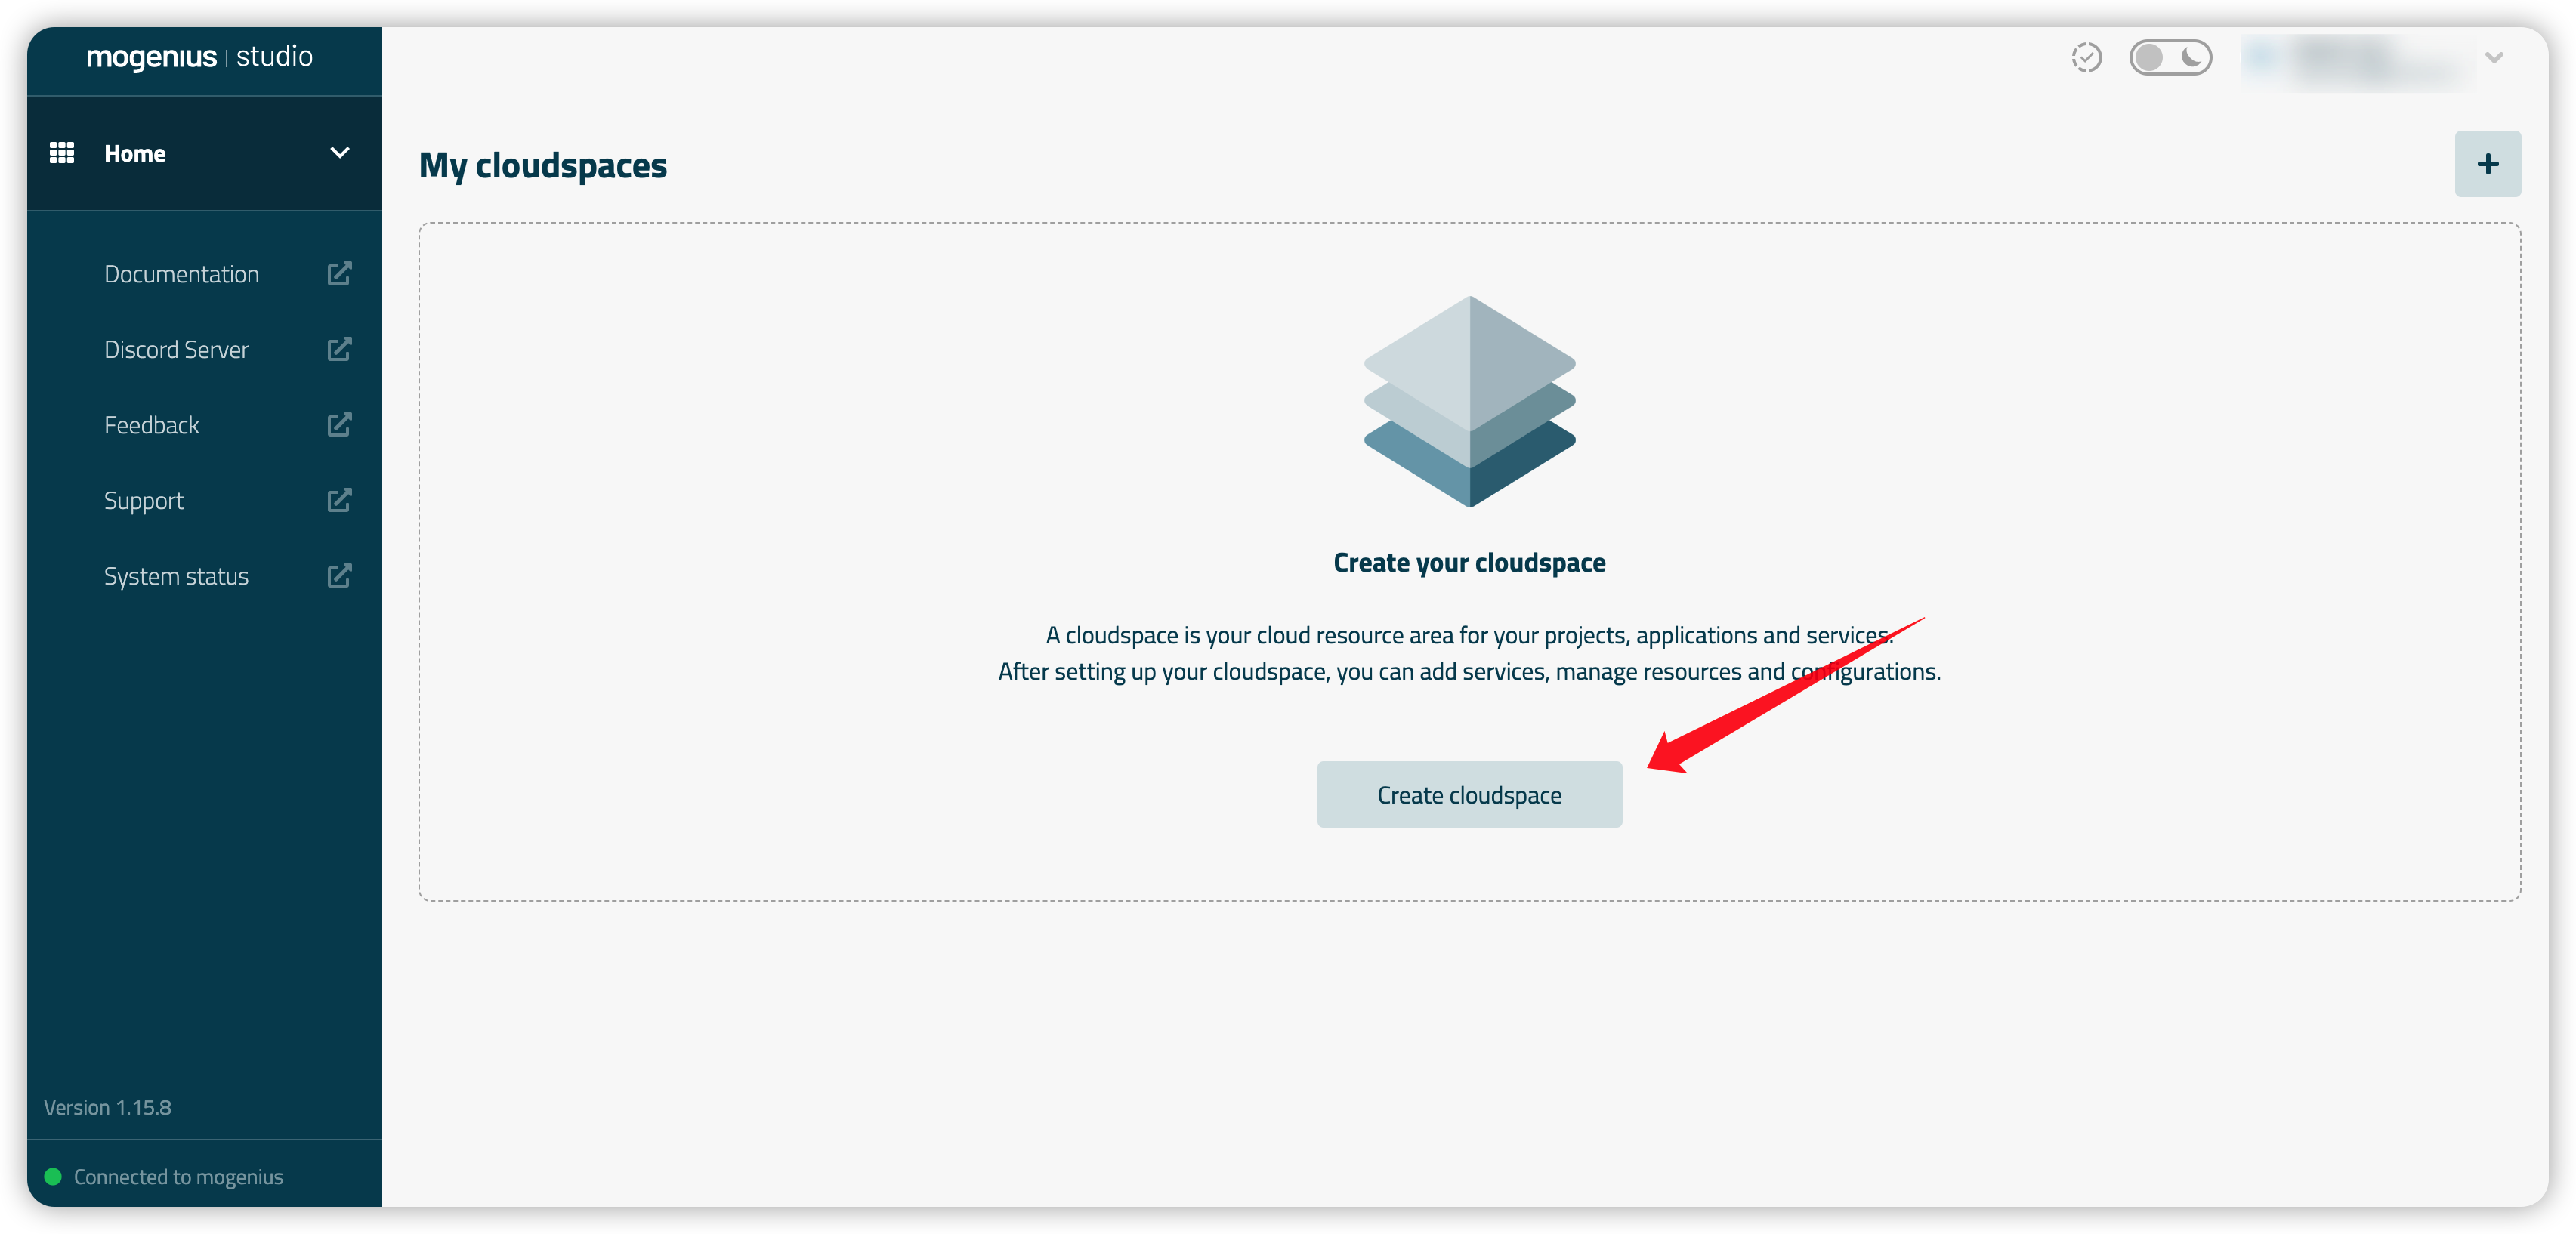 mogenius | studio
Home
Documentation
Discord Server
Feedback
Support
System status
Version 1.15.8
Connected to mogenius
My cloudspaces
Create your cloudspace
A cloudspace is your cloud resource area for your projects, applications and services.
After setting up your cloudspace, you can add services, manage resources and configurations.
Create cloudspace